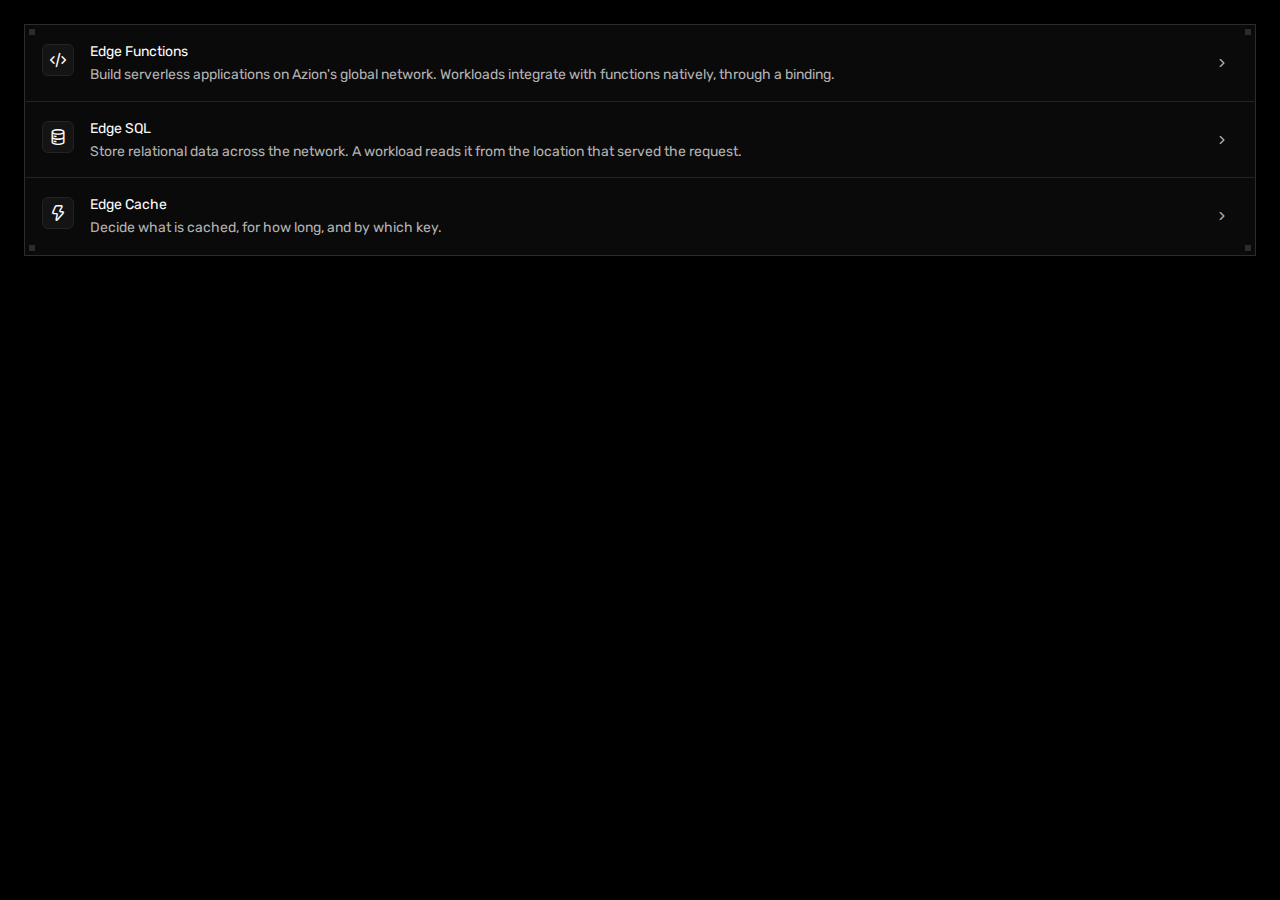 Edge Functions
Build serverless applications on Azion's global network. Workloads integrate with functions natively, through a binding.
Edge SQL
Store relational data across the network. A workload reads it from the location that served the request.
Edge Cache
Decide what is cached, for how long, and by which key.